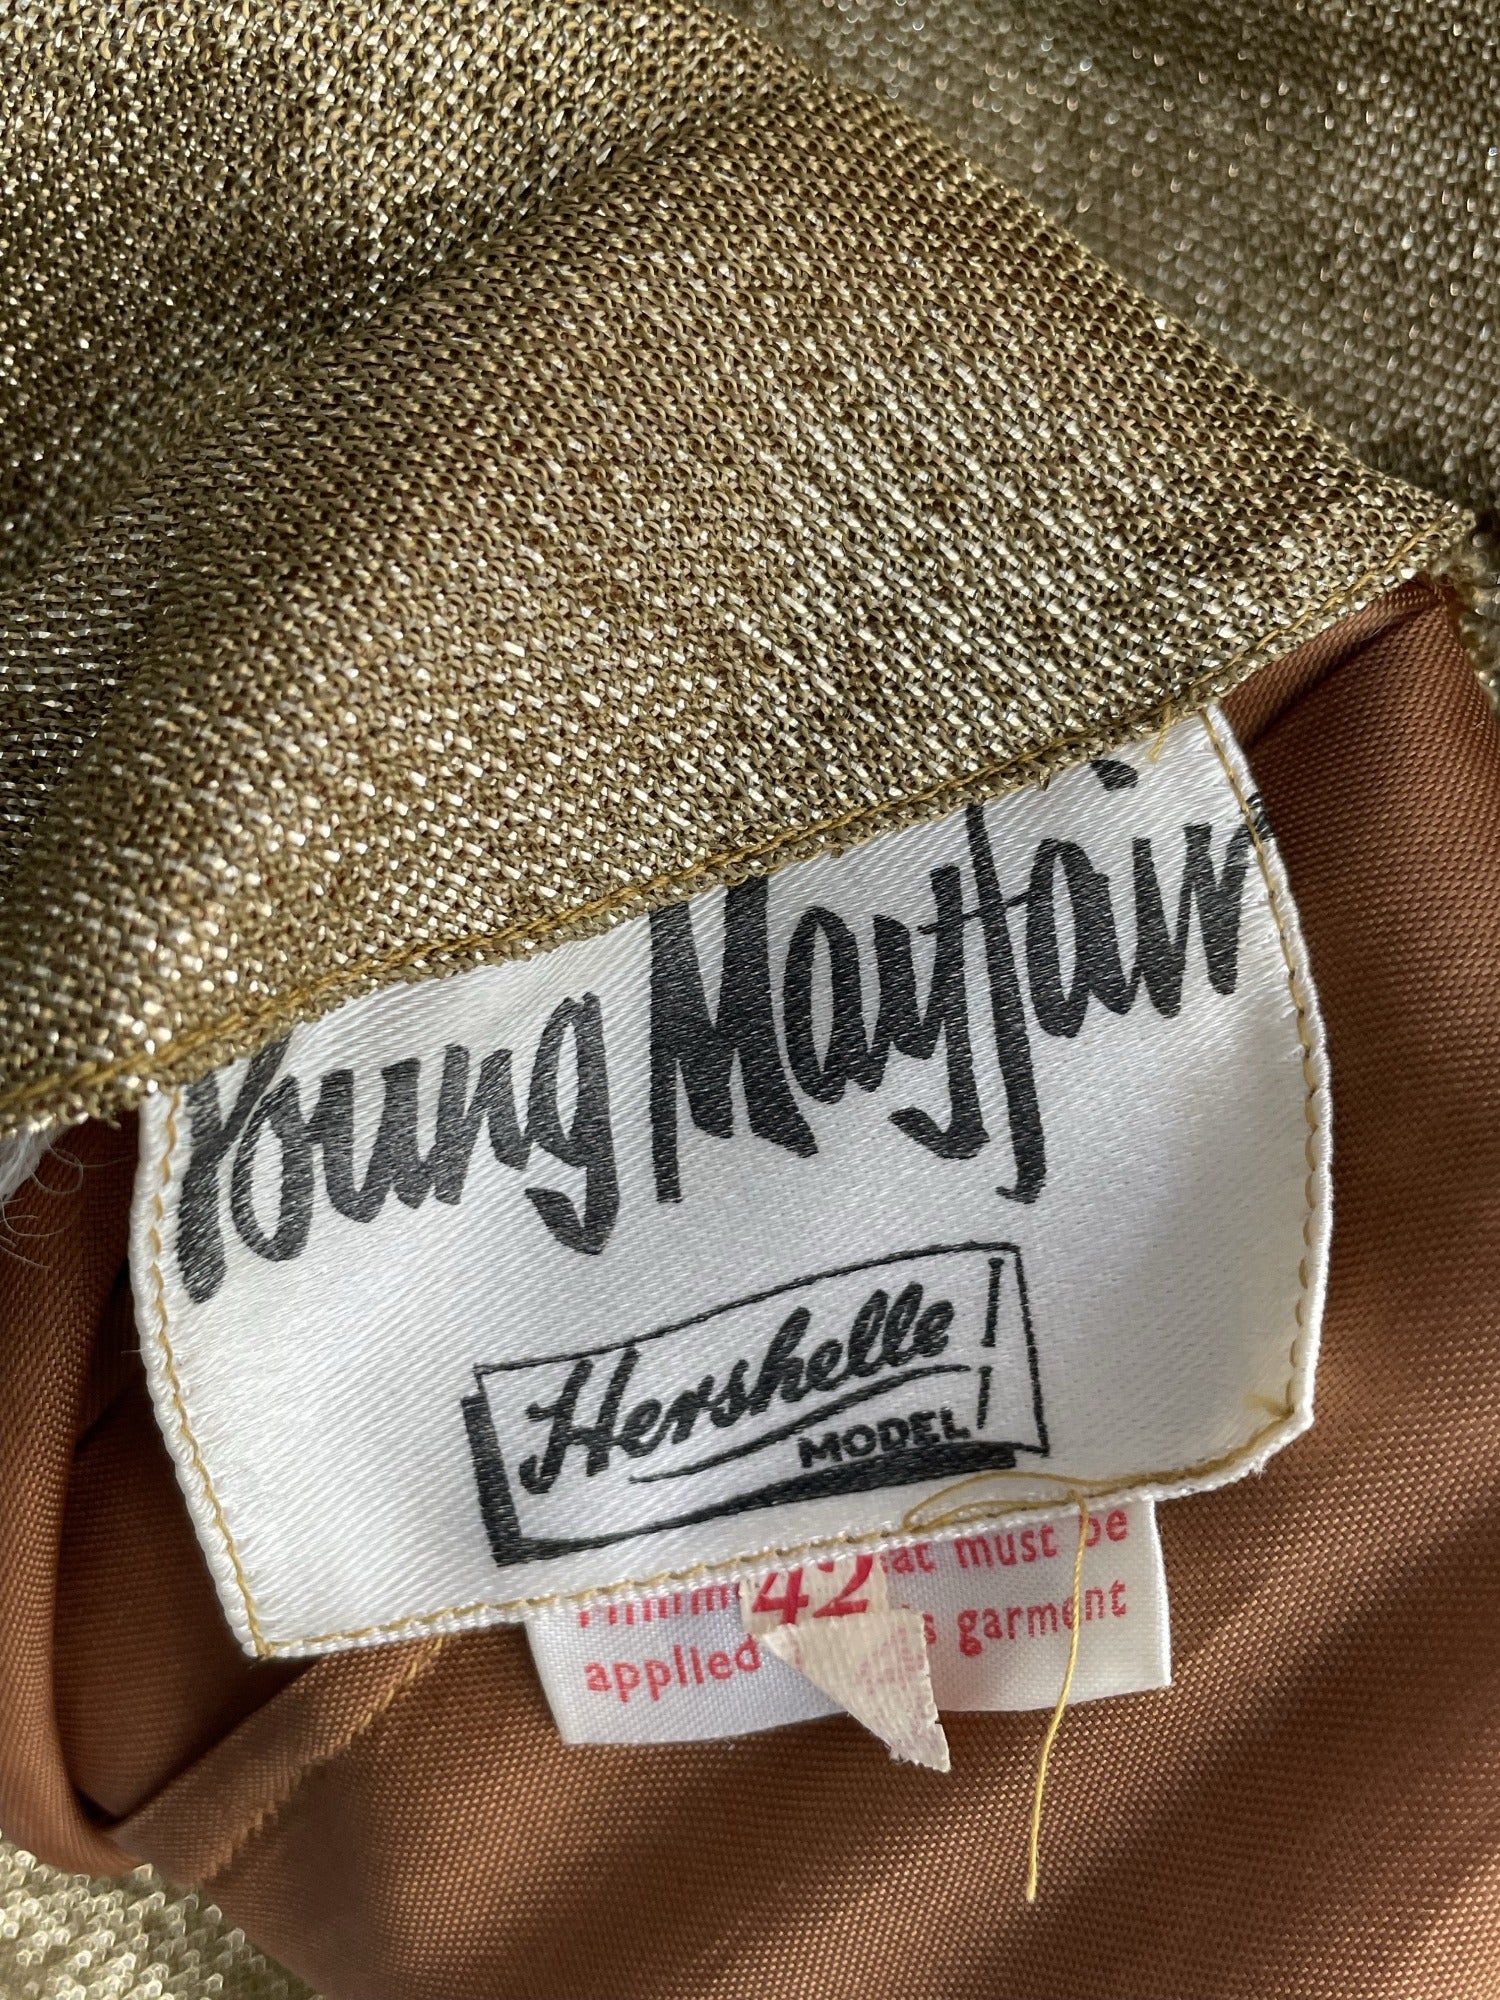 Young Mayfair
Hershelle
MODEL
must be
42
applied garment